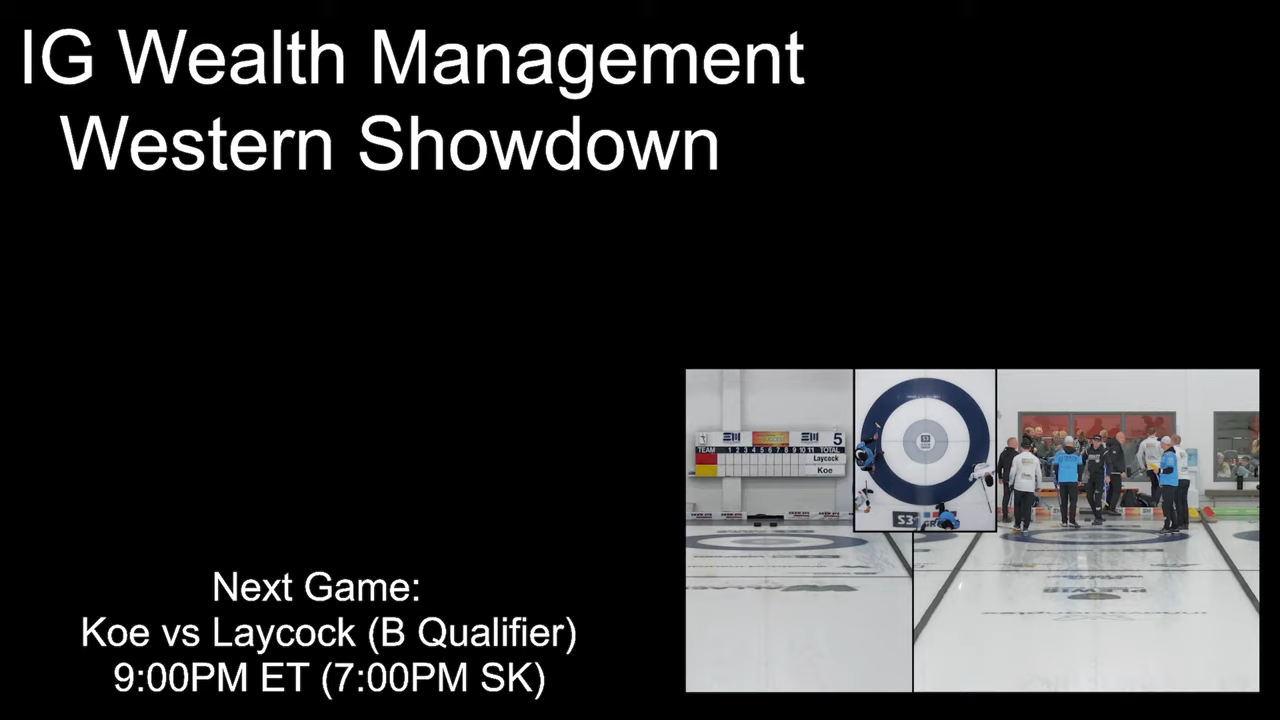 IG Wealth Management
Western Showdown
5
TEAM 1 2 3 4 5 6 7 8 9 10 11 TOTAL
Laycock
Koe
S3
Next Game:
Koe vs Laycock (B Qualifier)
9:00PM ET (7:00PM SK)